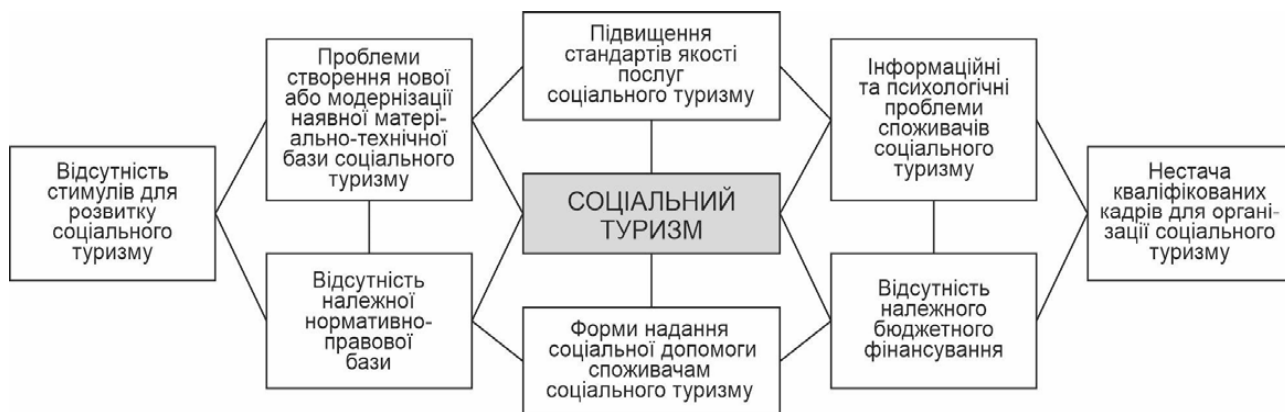 Відсутність
стимулів для
розвитку
соціального
туризму
Проблеми
створення нової
або модернізації
наявної матері-
ально-технічної
бази соціального
туризму
Відсутність
належної
нормативно-
правової
бази
Підвищення
стандартів якості
послуг
соціального туризму
СОЦІАЛЬНИЙ
ТУРИЗМ
Форми надання
соціальної допомоги
споживачам
соціального туризму
Інформаційні
та психологічні
проблеми
споживачів
соціального
туризму
Відсутність
належного
бюджетного
фінансування
Нестача
кваліфікованих
кадрів для органі-
зації соціального
туризму